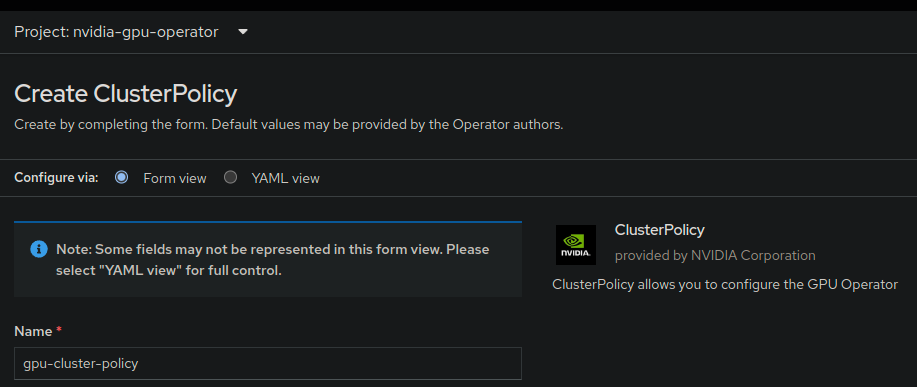 Project: nvidia-gpu-operator
Create ClusterPolicy
Create by completing the form. Default values may be provided by the Operator authors.
Configure via: Form view YAML view
Note: Some fields may not be represented in this form view. Please
select "YAML view" for full control.
Name *
gpu-cluster-policy
NVIDIA.
ClusterPolicy
provided by NVIDIA Corporation
ClusterPolicy allows you to configure the GPU Operator